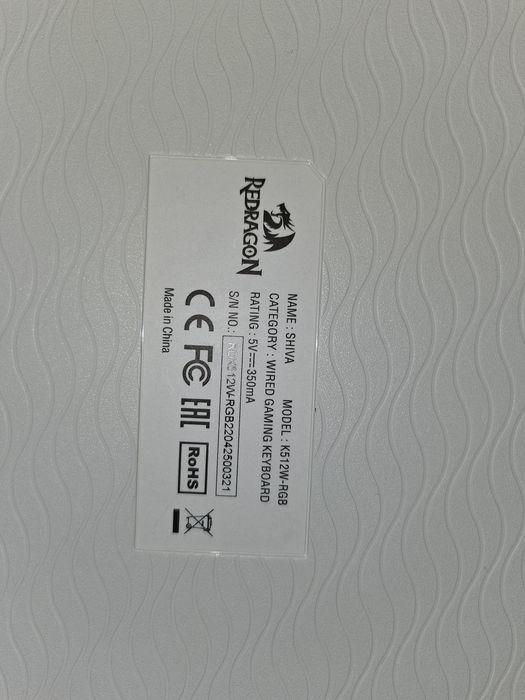 REDRAGON
NAME : SHIVA MODEL : K512W-RGB
CATEGORY : WIRED GAMING KEYBOARD
RATING : 5V⎓350mA
S/N NO.: 12W-RGB22042500321
CE FC EAC RoHS
Made in China